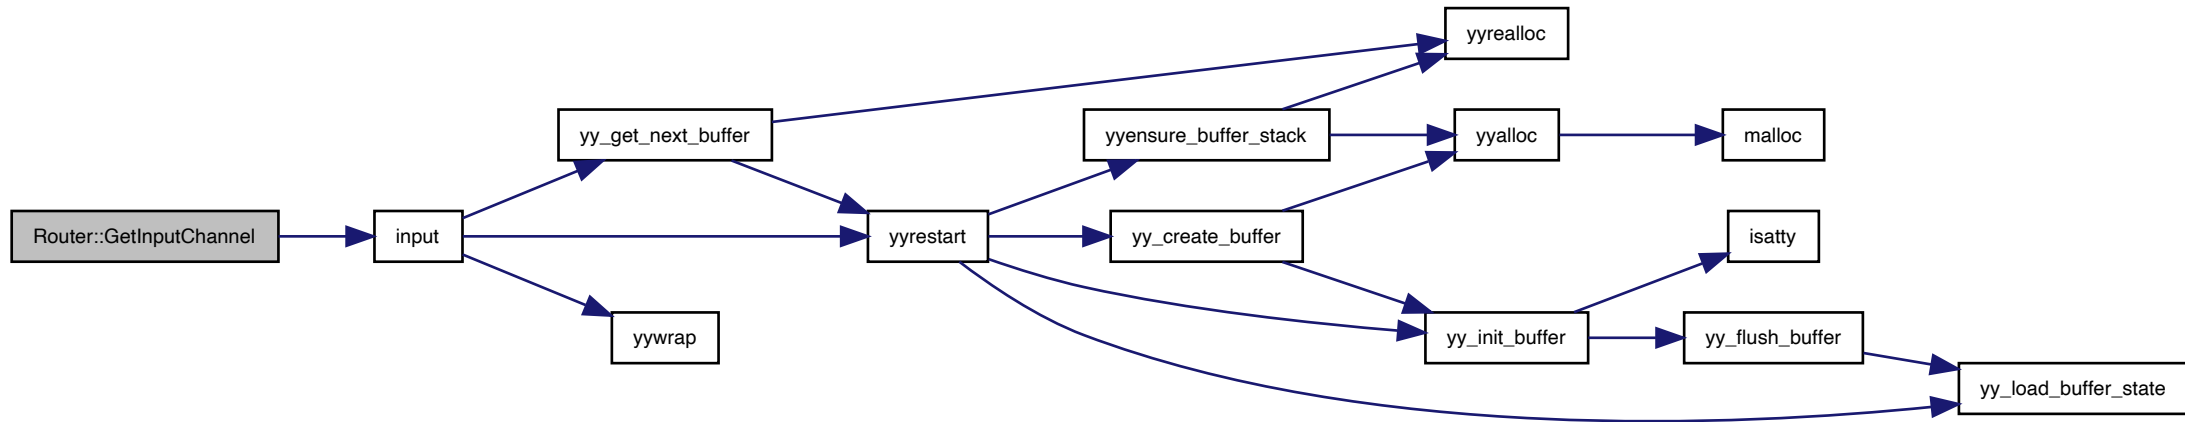 yyrealloc
yy_get_next_buffer
yyensure_buffer_stack
yyalloc
malloc
Router::GetInputChannel
input
yyrestart
yy_create_buffer
isatty
yywrap
yy_init_buffer
yy_flush_buffer
yy_load_buffer_state